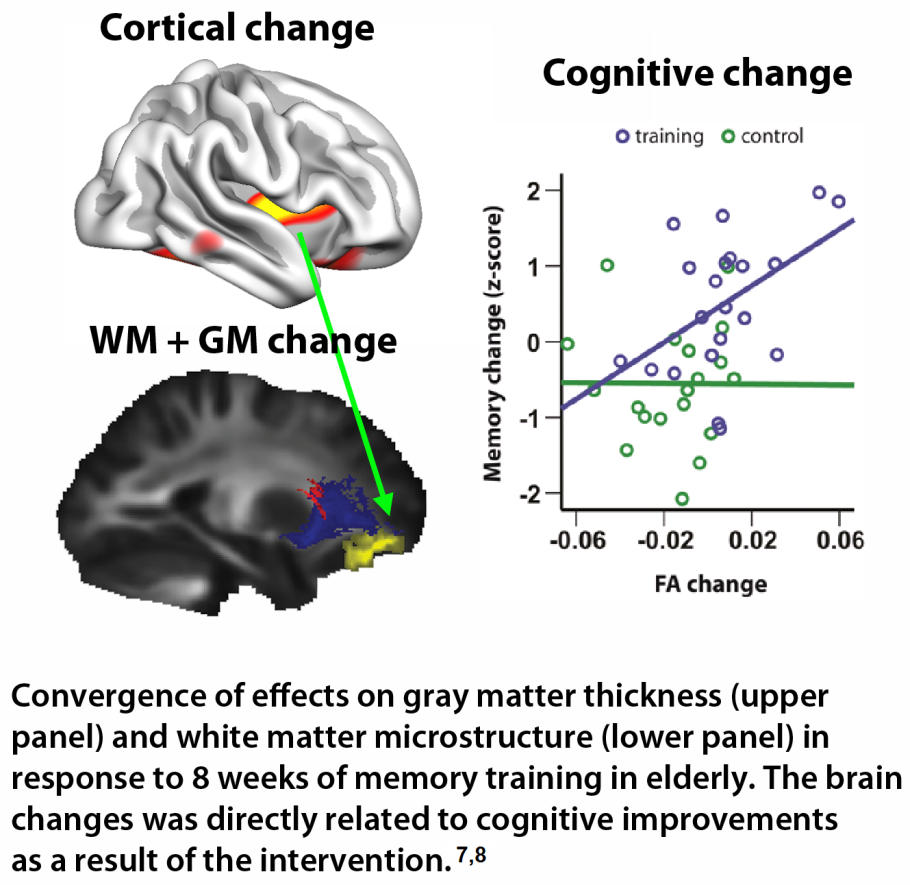 Cortical change
Cognitive change
training control
2
1
0
-1
-2
Memory change (z-score)
-0.06 -0.02 0.02 0.06
FA change
WM + GM change
Convergence of effects on gray matter thickness (upper
panel) and white matter microstructure (lower panel) in
response to 8 weeks of memory training in elderly. The brain
changes was directly related to cognitive improvements
as a result of the intervention.7,8